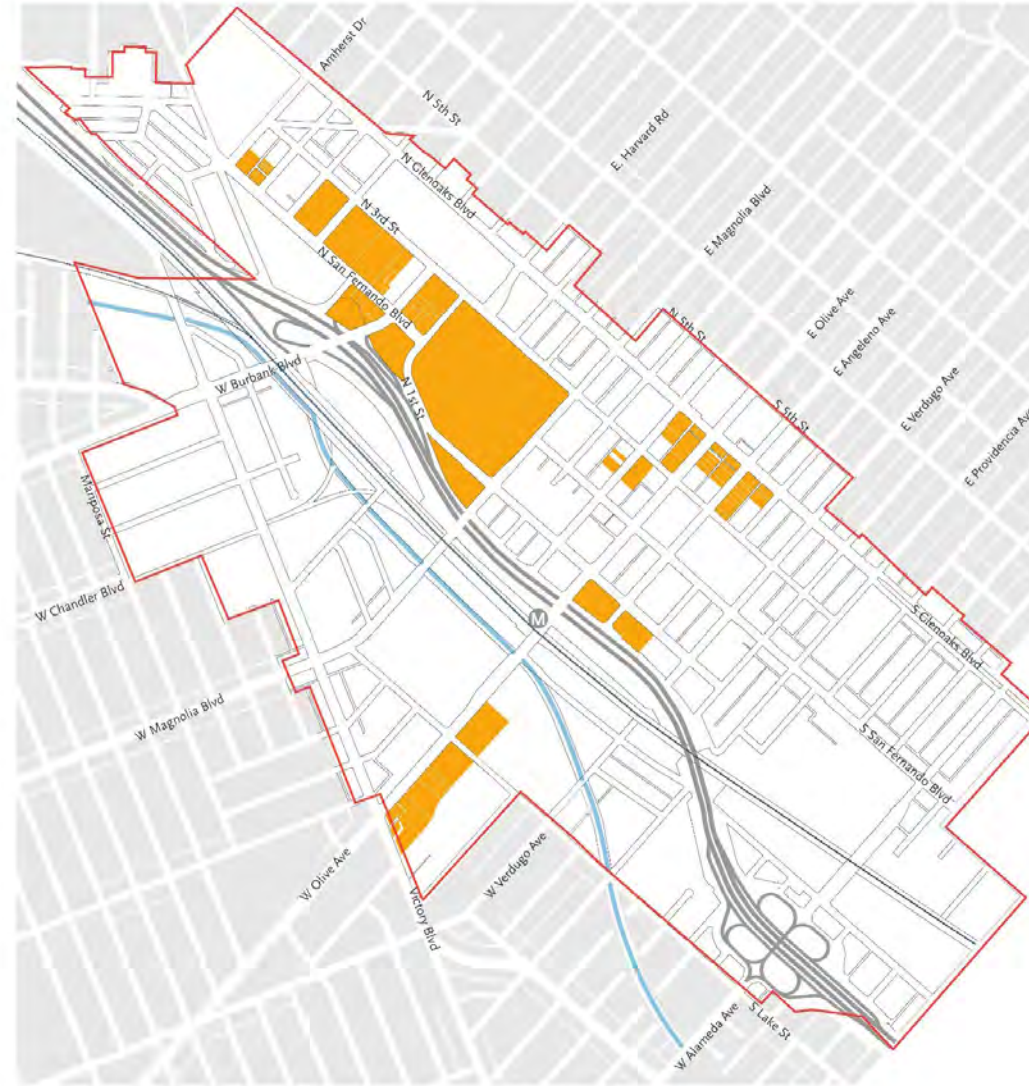 Amherst Dr
N 5th St
E. Harvard Rd
N Glenoaks Blvd
E Magnolia Blvd
N 3rd St
N San Fernando Blvd
E Olive Ave
N 5th St
E Angeleno Ave
W Burbank Blvd
N 1st St
E Verdugo Ave
S 5th St
E Providencia Av
Mariposa St
W Chandler Blvd
M
S Glenoaks Blvd
W Magnolia Blvd
S San Fernando Blvd
W Olive Ave
W Verdugo Ave
Victory Blvd
S Lake St
W Alameda Ave